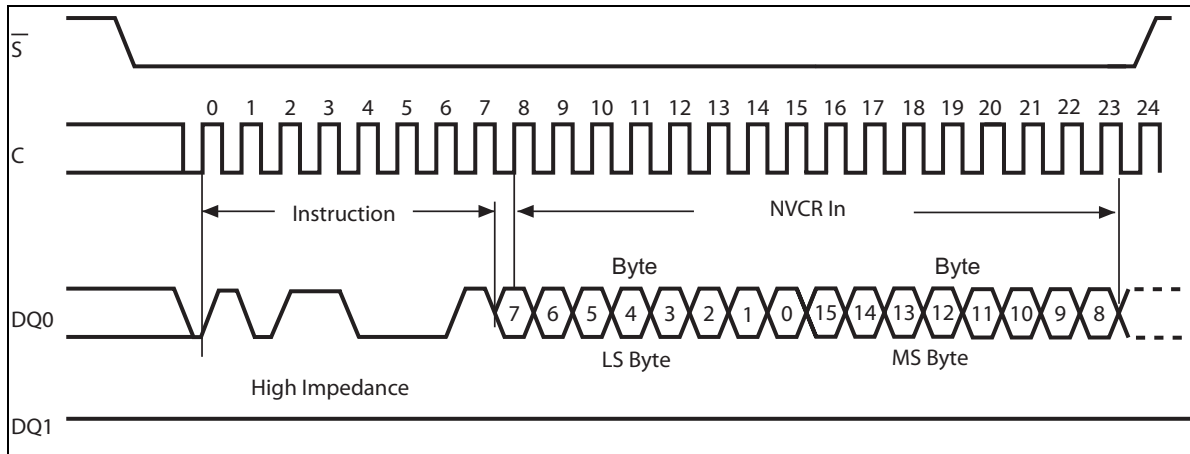 S
0 1 2 3 4 5 6 7 8 9 10 11 12 13 14 15 16 17 18 19 20 21 22 23 24
C
Instruction NVCR In
Byte Byte
DQ0 7 6 5 4 3 2 1 0 15 14 13 12 11 10 9 8
LS Byte MS Byte
High Impedance
DQ1